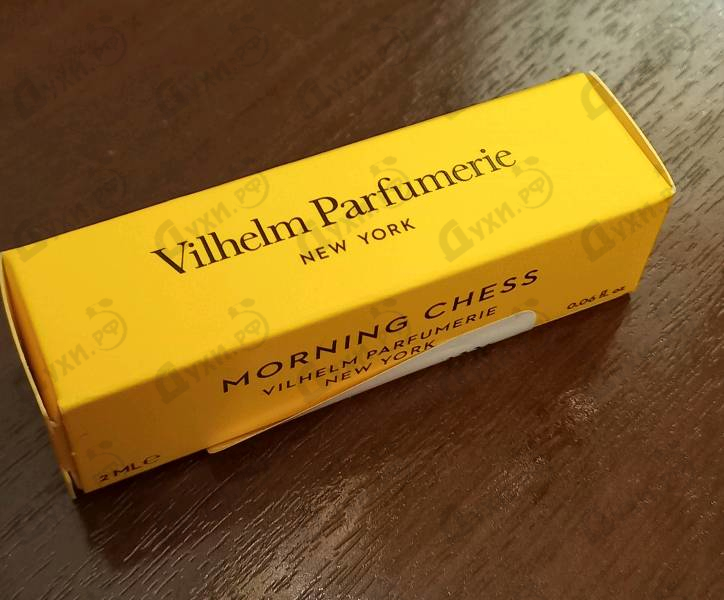 Vilhelm Parfumerie
NEW YORK
MORNING CHESS
VILHELM PARFUMERIE
NEW YORK
2 ML℮
0.06 fl. oz
Духи.РФ